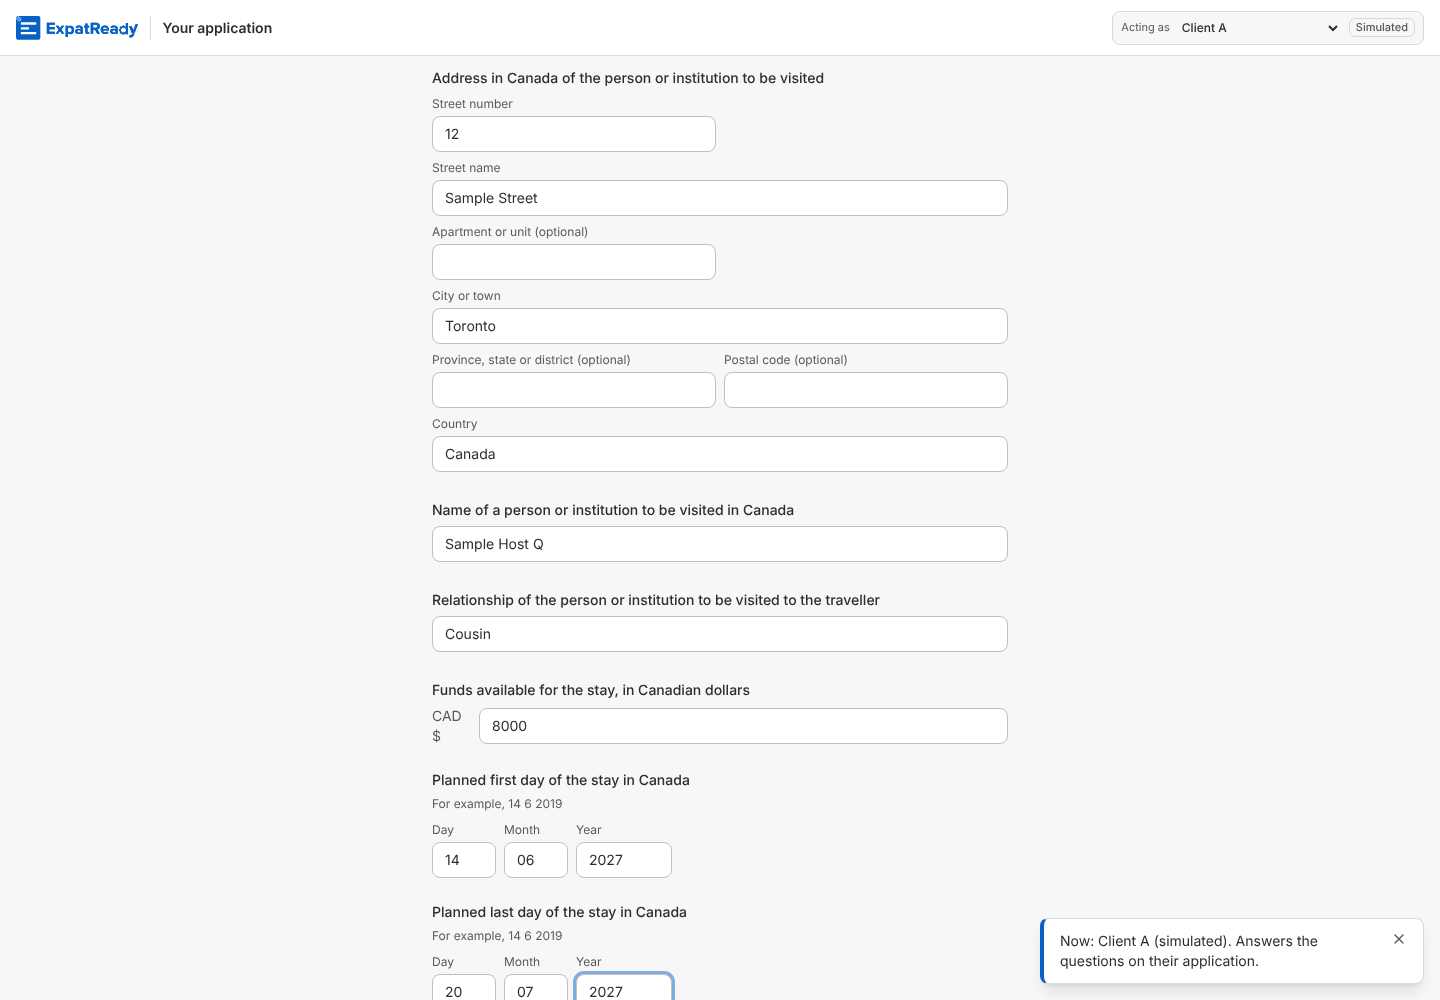 ExpatReady
Your application
Acting as Client A Simulated
Address in Canada of the person or institution to be visited
Street number
12
Street name
Sample Street
Apartment or unit (optional)
City or town
Toronto
Province, state or district (optional) Postal code (optional)
Country
Canada
Name of a person or institution to be visited in Canada
Sample Host Q
Relationship of the person or institution to be visited to the traveller
Cousin
Funds available for the stay, in Canadian dollars
CAD
$
8000
Planned first day of the stay in Canada
For example, 14 6 2019
Day Month Year
14 06 2027
Planned last day of the stay in Canada
For example, 14 6 2019
Day Month Year
20 07 2027
Now: Client A (simulated). Answers the
questions on their application.